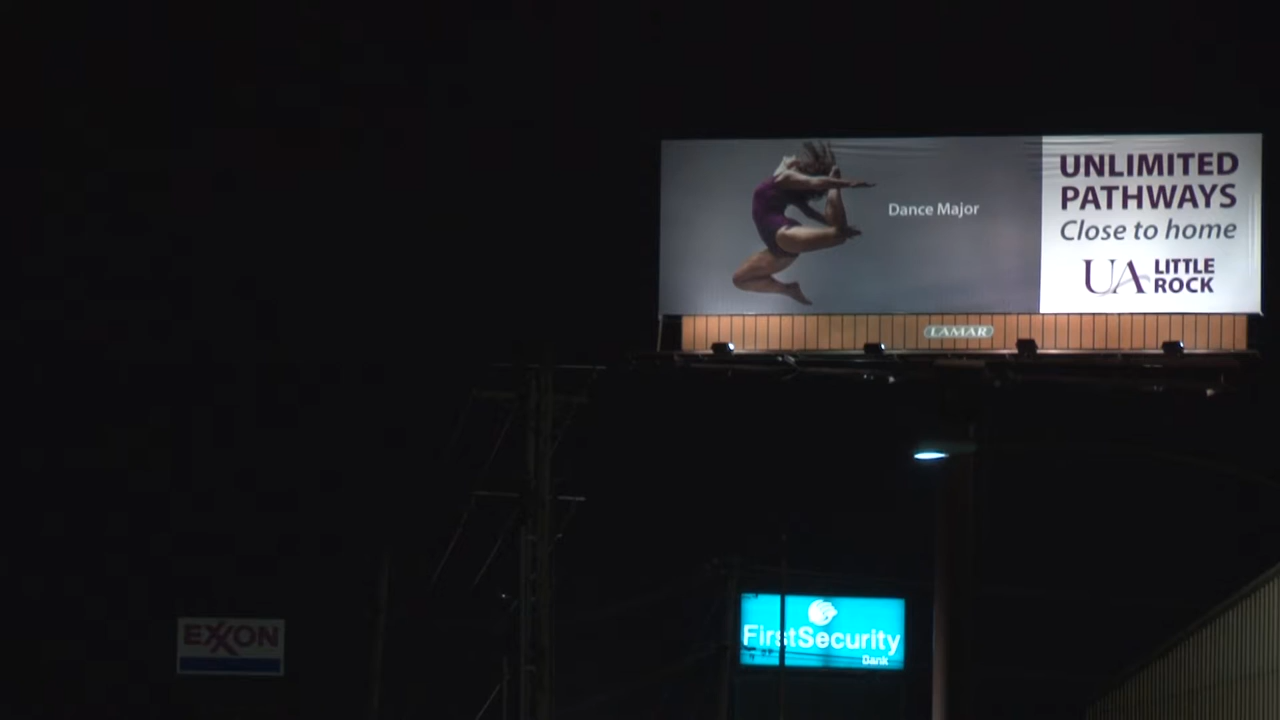 UNLIMITED
PATHWAYS
Close to home
UA LITTLE
ROCK
Dance Major
LAMAR
EXXON
FirstSecurity
Bank